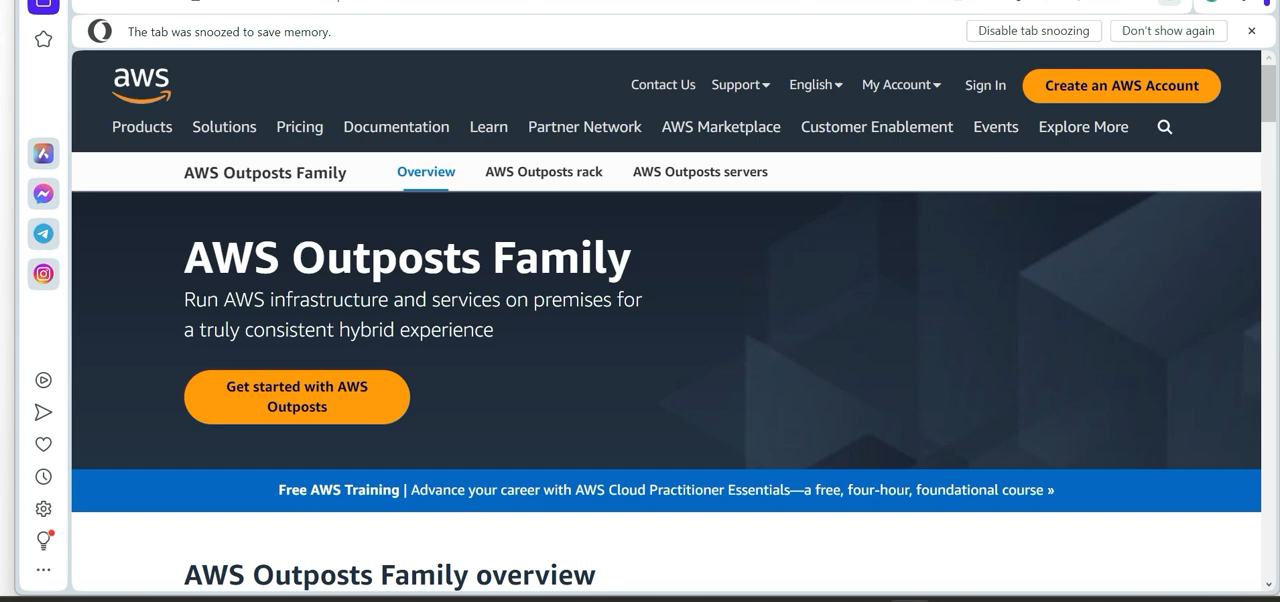 The tab was snoozed to save memory.
Disable tab snoozing
Don't show again
aws
Contact Us
Support
English
My Account
Sign In
Create an AWS Account
Products
Solutions
Pricing
Documentation
Learn
Partner Network
AWS Marketplace
Customer Enablement
Events
Explore More
AWS Outposts Family
Overview
AWS Outposts rack
AWS Outposts servers
AWS Outposts Family
Run AWS infrastructure and services on premises for
a truly consistent hybrid experience
Get started with AWS
Outposts
Free AWS Training | Advance your career with AWS Cloud Practitioner Essentials—a free, four-hour, foundational course »
AWS Outposts Family overview